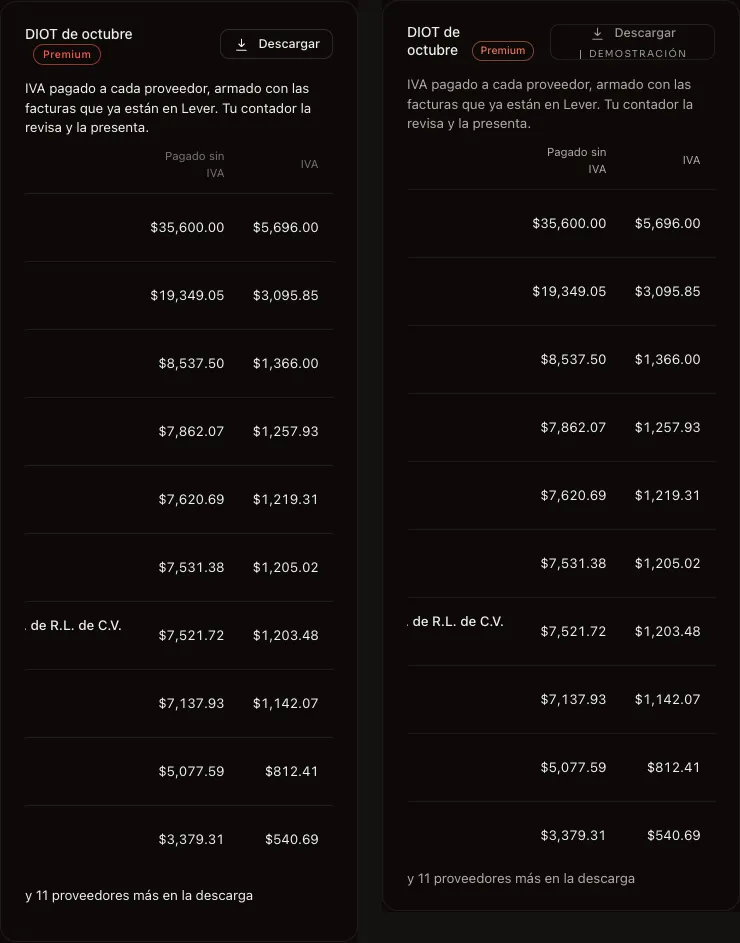 DIOT de octubre
Premium
Descargar
IVA pagado a cada proveedor, armado con las
facturas que ya están en Lever. Tu contador la
revisa y la presenta.
Pagado sin
IVA
IVA
$35,600.00 $5,696.00
$19,349.05 $3,095.85
$8,537.50 $1,366.00
$7,862.07 $1,257.93
$7,620.69 $1,219.31
$7,531.38 $1,205.02
. de R.L. de C.V. $7,521.72 $1,203.48
$7,137.93 $1,142.07
$5,077.59 $812.41
$3,379.31 $540.69
y 11 proveedores más en la descarga
DIOT de
octubre
Premium
Descargar
| DEMOSTRACIÓN
IVA pagado a cada proveedor, armado con las
facturas que ya están en Lever. Tu contador la
revisa y la presenta.
Pagado sin
IVA
IVA
$35,600.00 $5,696.00
$19,349.05 $3,095.85
$8,537.50 $1,366.00
$7,862.07 $1,257.93
$7,620.69 $1,219.31
$7,531.38 $1,205.02
. de R.L. de C.V. $7,521.72 $1,203.48
$7,137.93 $1,142.07
$5,077.59 $812.41
$3,379.31 $540.69
y 11 proveedores más en la descarga